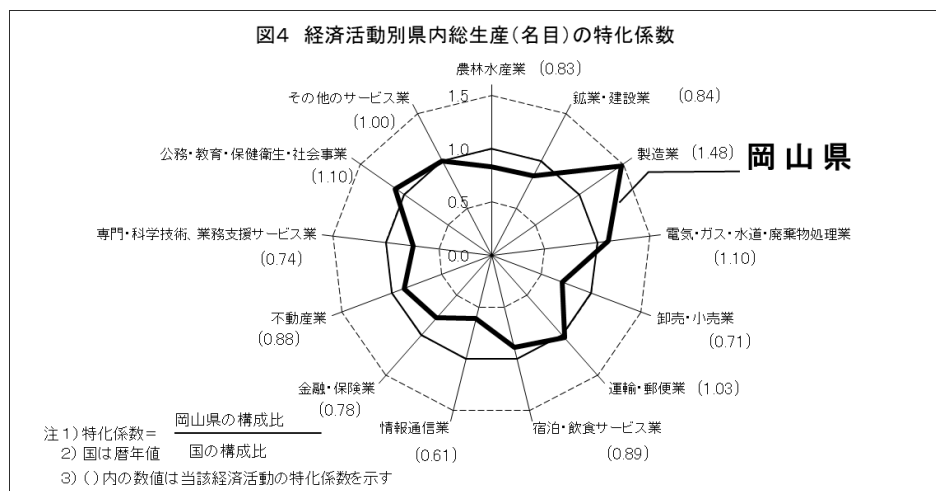 図4 経済活動別県内総生産(名目)の特化係数
農林水産業 (0.83)
鉱業・建設業 (0.84)
製造業 (1.48)
岡山県
電気・ガス・水道・廃棄物処理業
(1.10)
卸売・小売業
(0.71)
運輸・郵便業 (1.03)
宿泊・飲食サービス業
(0.89)
情報通信業
(0.61)
金融・保険業
(0.78)
不動産業
(0.88)
専門・科学技術、業務支援サービス業
(0.74)
公務・教育・保健衛生・社会事業
(1.10)
その他のサービス業
(1.00)
1.5
1.0
0.5
0.0
注1)特化係数= 岡山県の構成比
国の構成比
2) 国は暦年値
3) ( )内の数値は当該経済活動の特化係数を示す